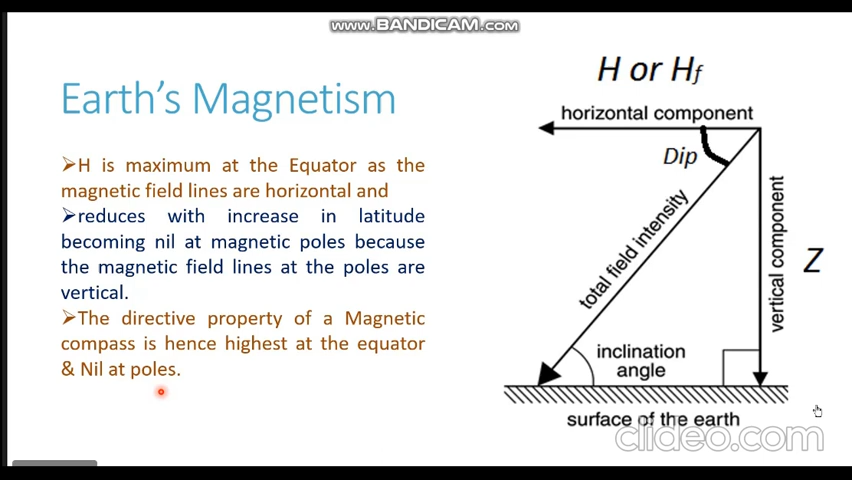 www.BANDICAM.com
Earth's Magnetism
➢H is maximum at the Equator as the
magnetic field lines are horizontal and
➢reduces with increase in latitude
becoming nil at magnetic poles because
the magnetic field lines at the poles are
vertical.
➢The directive property of a Magnetic
compass is hence highest at the equator
& Nil at poles.
H or Hf
horizontal component
Dip
total field intensity
vertical component
Z
inclination
angle
surface of the earth
clideo.com